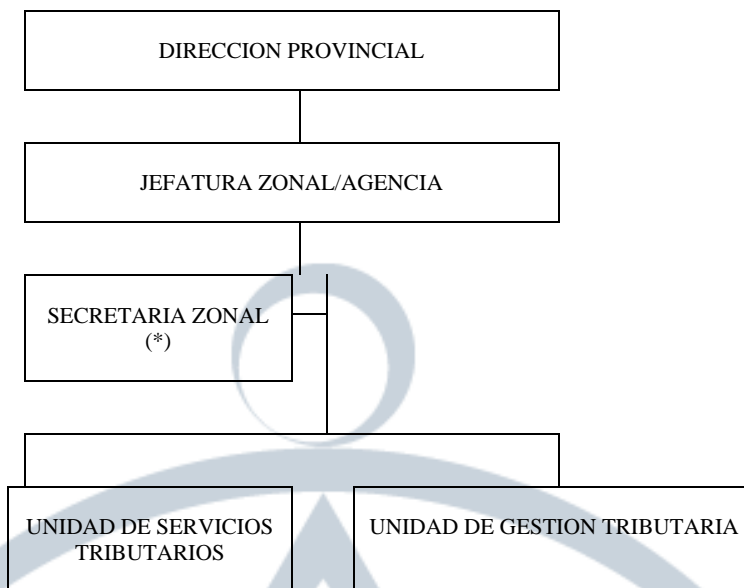 DIRECCION PROVINCIAL
JEFATURA ZONAL/AGENCIA
SECRETARIA ZONAL
(*)
UNIDAD DE SERVICIOS
TRIBUTARIOS
UNIDAD DE GESTION TRIBUTARIA